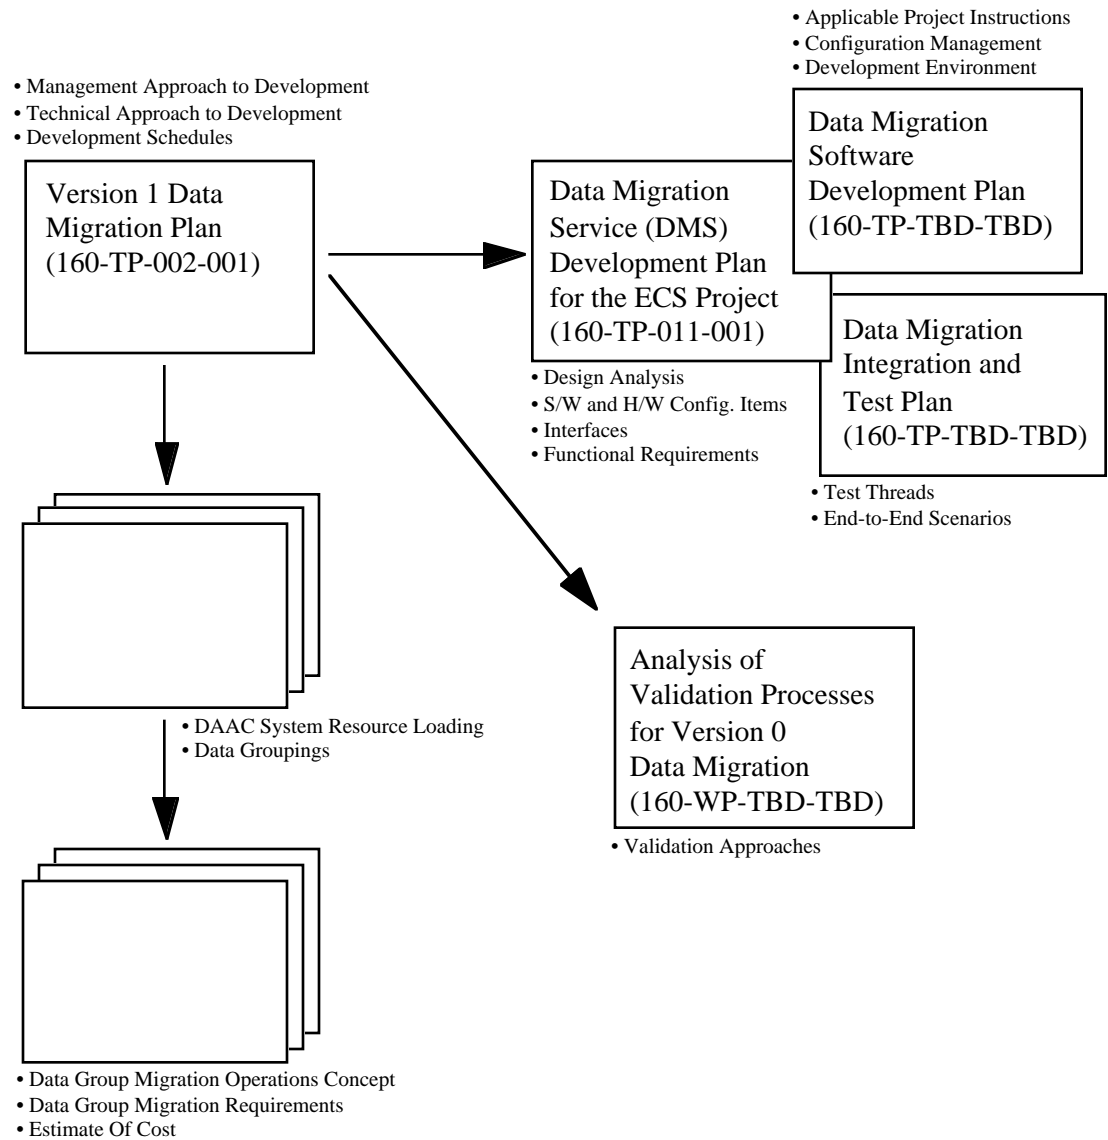 • Applicable Project Instructions
• Configuration Management
• Development Environment
• Management Approach to Development
• Technical Approach to Development
• Development Schedules
Version 1 Data
Migration Plan
(160-TP-002-001)
Data Migration
Service (DMS)
Development Plan
for the ECS Project
(160-TP-011-001)
Data Migration
Software
Development Plan
(160-TP-TBD-TBD)
Data Migration
Integration and
Test Plan
(160-TP-TBD-TBD)
• Design Analysis
• S/W and H/W Config. Items
• Interfaces
• Functional Requirements
• Test Threads
• End-to-End Scenarios
Analysis of
Validation Processes
for Version 0
Data Migration
(160-WP-TBD-TBD)
• Validation Approaches
• DAAC System Resource Loading
• Data Groupings
• Data Group Migration Operations Concept
• Data Group Migration Requirements
• Estimate Of Cost